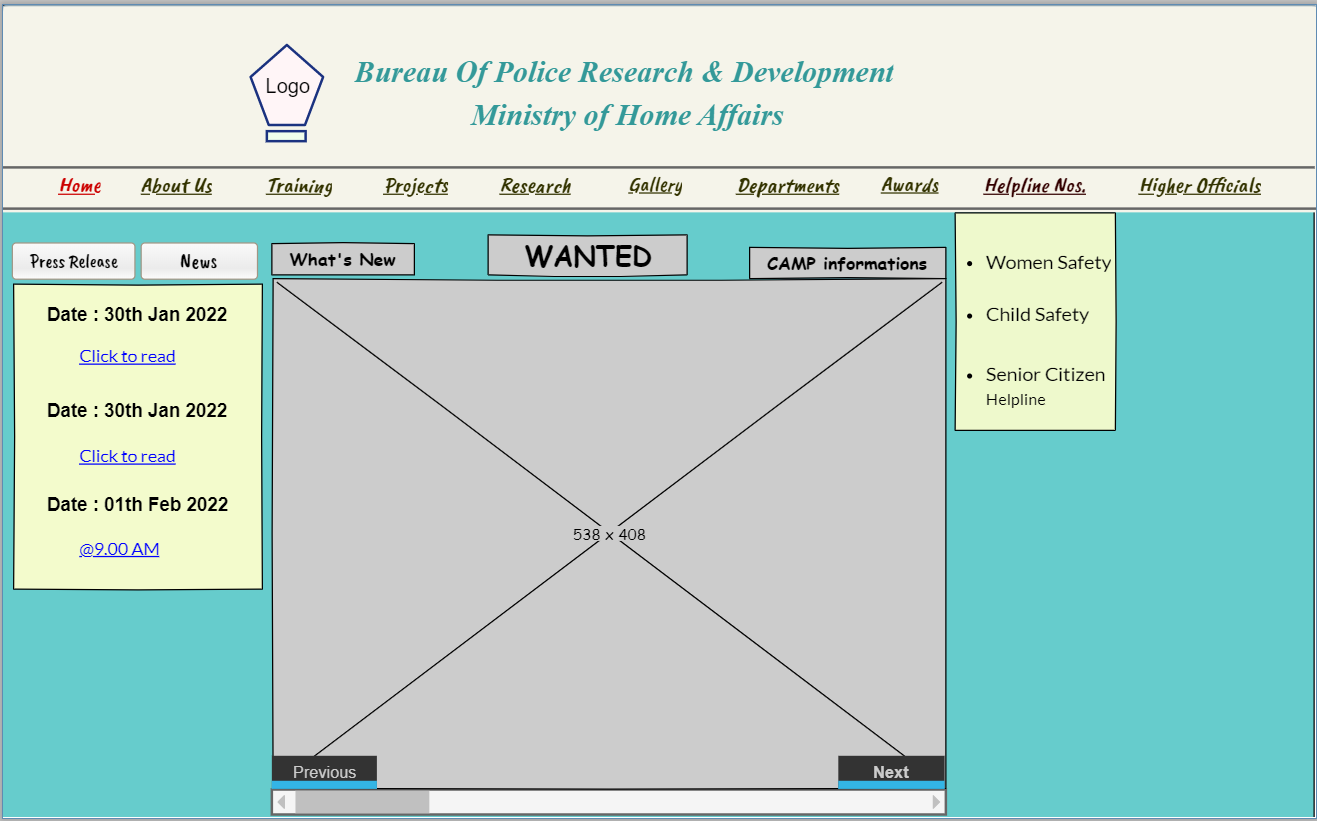 Logo
Bureau Of Police Research & Development
Ministry of Home Affairs
Home About Us Training Projects Research Gallery Departments Awards Helpline Nos. Higher Officials
Press Release News
Date : 30th Jan 2022
Click to read
Date : 30th Jan 2022
Click to read
Date : 01th Feb 2022
@9.00 AM
What's New WANTED CAMP informations
538 x 408
Previous Next
• Women Safety
• Child Safety
• Senior Citizen
Helpline